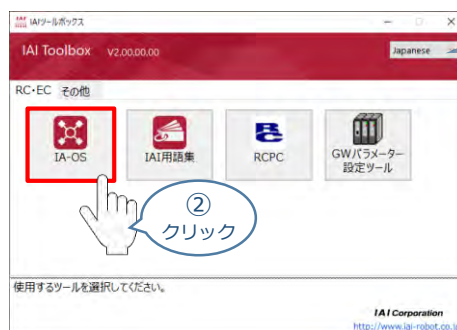 IAIツールボックス
IAI Toolbox V2,00,00,00
Japanese
RC・EC その他
IA-OS
IAI用語集
RCPC
GWパラメーター
設定ツール
②
クリック
使用するツールを選択してください。
IAI Corporation
http://www.iai-robot.co.jp